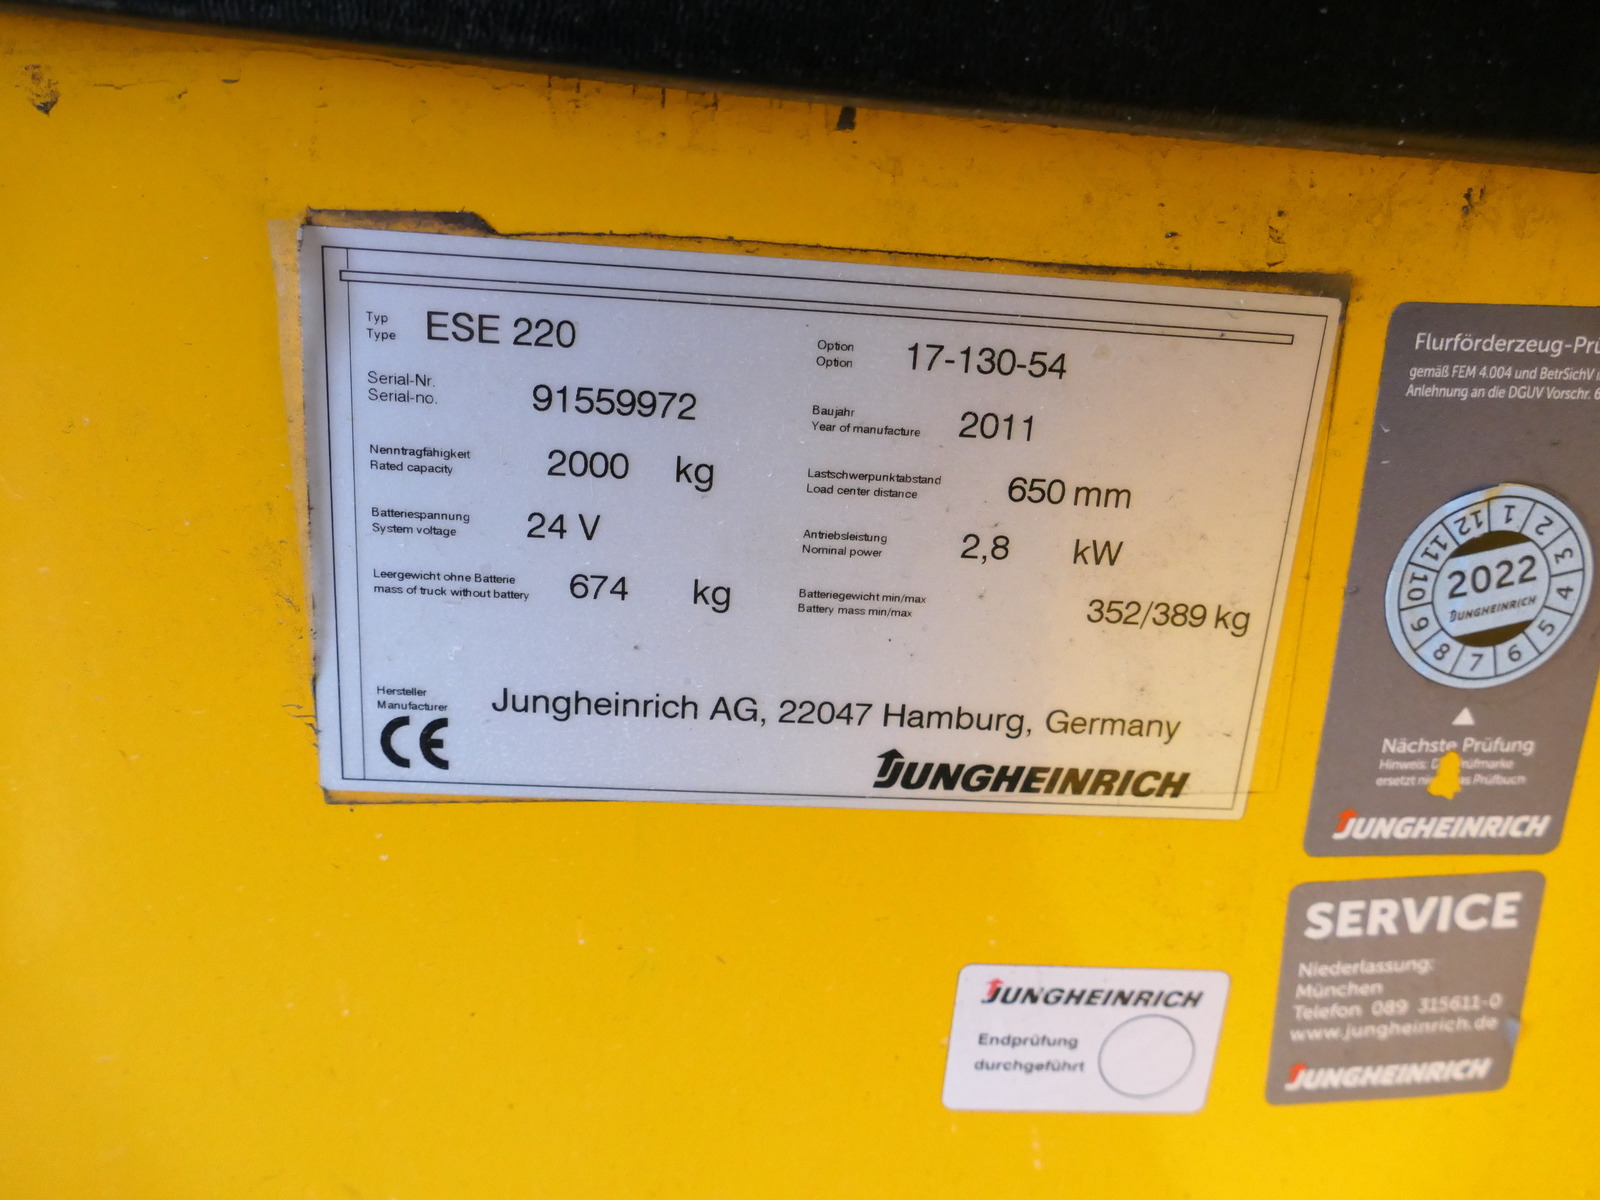 Typ
Type
ESE 220
Option
Option
17-130-54
Serial-Nr.
Serial-no.
91559972
Baujahr
Year of manufacture
2011
Nenntragfähigkeit
Rated capacity
2000 kg
Lastschwerpunktabstand
Load center distance
650 mm
Batteriespannung
System voltage
24 V
Antriebsleistung
Nominal power
2,8 kW
Leergewicht ohne Batterie
mass of truck without battery
674 kg
Batteriegewicht min/max
Battery mass min/max
352/389 kg
Hersteller
Manufacturer
Jungheinrich AG, 22047 Hamburg, Germany
CE
JUNGHEINRICH
Flurförderzeug-Prü
gemäß FEM 4.004 und BetrSichV
Anlehnung an die DGUV Vorschr. 6
12 1 2 3 4 5 6 7 8 9 10 11
2022
JUNGHEINRICH
Nächste Prüfung
Hinweis: Prüfmarke
ersetzt Prüfbuch
JUNGHEINRICH
SERVICE
Niederlassung:
München
Telefon 089 315611-0
www.jungheinrich.de
JUNGHEINRICH
JUNGHEINRICH
Endprüfung
durchgeführt